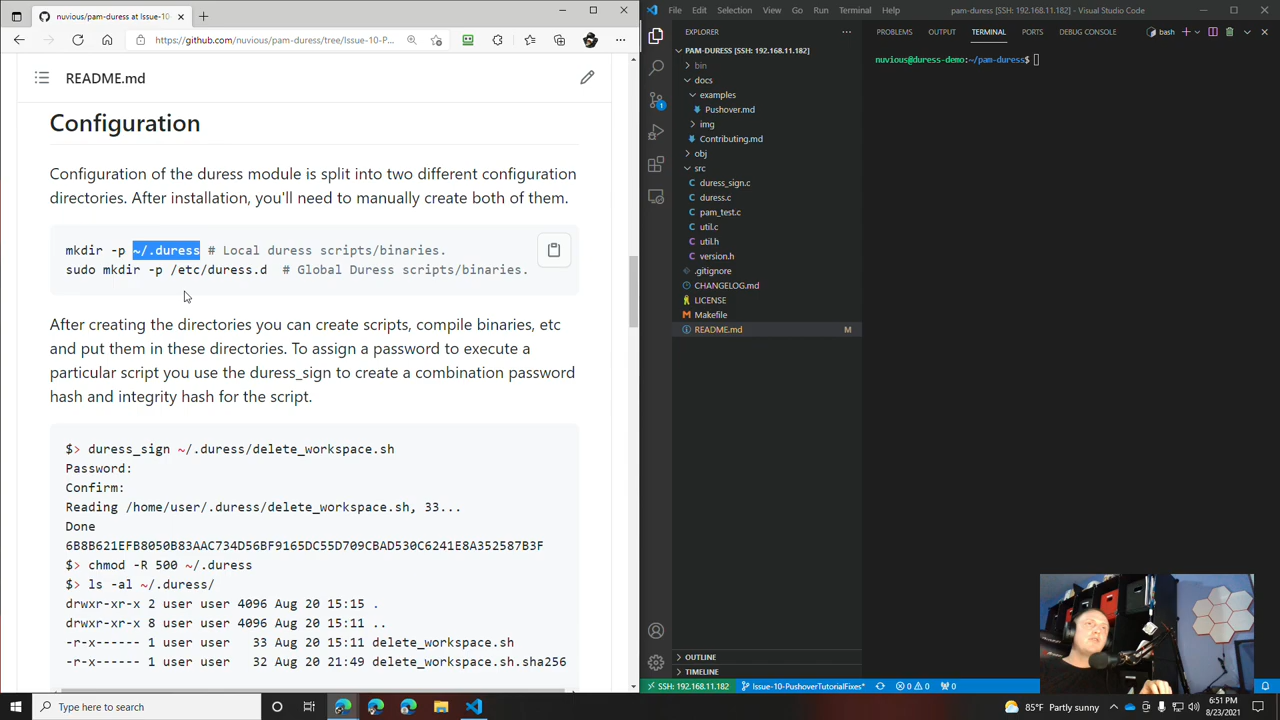 nuvious/pam-duress at Issue-10-
https://github.com/nuvious/pam-duress/tree/Issue-10-P...
README.md
Configuration
Configuration of the duress module is split into two different configuration
directories. After installation, you'll need to manually create both of them.
mkdir -p ~/.duress # Local duress scripts/binaries.
sudo mkdir -p /etc/duress.d  # Global Duress scripts/binaries.
After creating the directories you can create scripts, compile binaries, etc
and put them in these directories. To assign a password to execute a
particular script you use the duress_sign to create a combination password
hash and integrity hash for the script.
$> duress_sign ~/.duress/delete_workspace.sh
Password:
Confirm:
Reading /home/user/.duress/delete_workspace.sh, 33...
Done
6B8B621EFB8050B83AAC734D56BF9165DC55D709CBAD530C6241E8A352587B3F
$> chmod -R 500 ~/.duress
$> ls -al ~/.duress/
drwxr-xr-x 2 user user 4096 Aug 20 15:15 .
drwxr-xr-x 8 user user 4096 Aug 20 15:11 ..
-r-x------ 1 user user   33 Aug 20 15:11 delete_workspace.sh
-r-x------ 1 user user   32 Aug 20 21:49 delete_workspace.sh.sha256
File Edit Selection View Go Run Terminal Help
pam-duress [SSH: 192.168.11.182] - Visual Studio Code
EXPLORER
PAM-DURESS [SSH: 192.168.11.182]
bin
docs
examples
Pushover.md
img
Contributing.md
obj
src
duress_sign.c
duress.c
pam_test.c
util.c
util.h
version.h
.gitignore
CHANGELOG.md
LICENSE
Makefile
README.md M
OUTLINE
TIMELINE
1
PROBLEMS OUTPUT TERMINAL PORTS DEBUG CONSOLE
bash
nuvious@duress-demo:~/pam-duress$
SSH: 192.168.11.182 Issue-10-PushoverTutorialFixes* 0 0 0
Type here to search
85°F Partly sunny
6:51 PM
8/23/2021